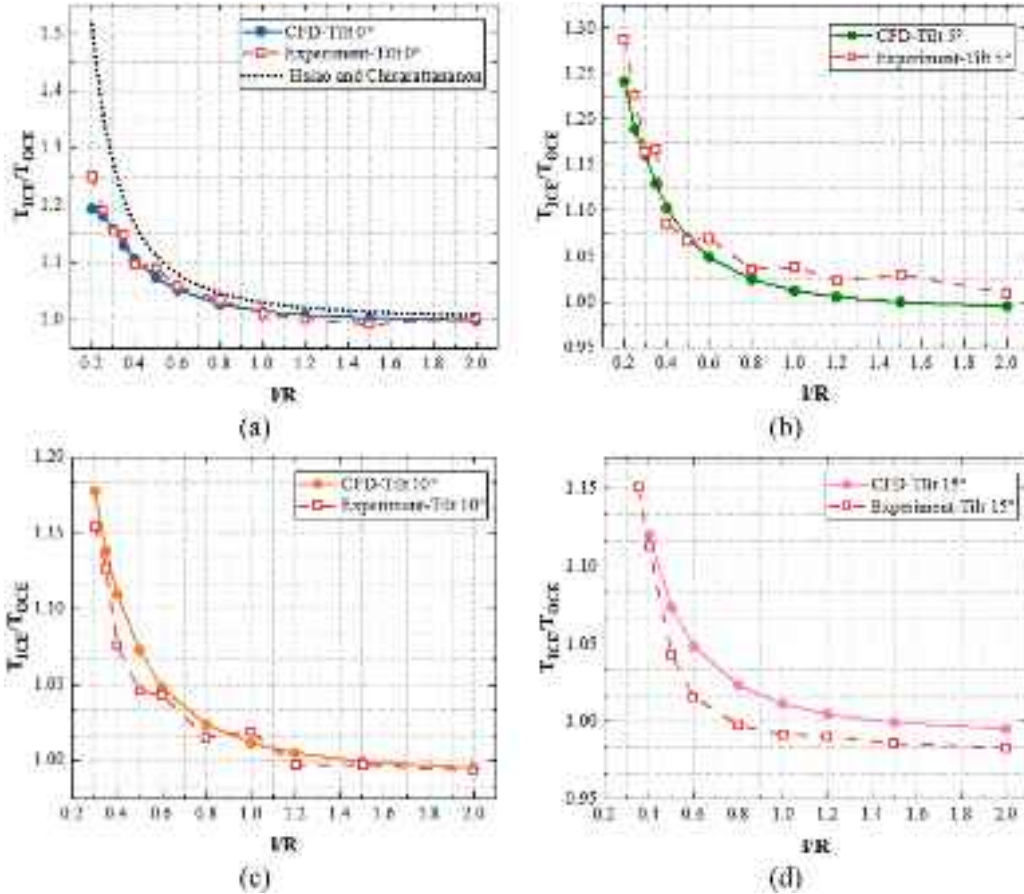 1.5
1.4
1.3
1.2
1.1
1.0
T_ICE/T_OCE
CFD-Tilt 0°
Experiment-Tilt 0°
Hsiao and Chirarattananon
0.2 0.4 0.6 0.8 1.0 1.2 1.4 1.6 1.8 2.0
l/R
(a)
1.30
1.25
1.20
1.15
1.10
1.05
1.00
0.95
T_ICE/T_OCE
CFD-Tilt 5°
Experiment-Tilt 5°
0.2 0.4 0.6 0.8 1.0 1.2 1.4 1.6 1.8 2.0
l/R
(b)
1.20
1.15
1.10
1.05
1.00
T_ICE/T_OCE
CFD-Tilt 10°
Experiment-Tilt 10°
0.2 0.4 0.6 0.8 1.0 1.2 1.4 1.6 1.8 2.0
l/R
(c)
1.15
1.10
1.05
1.00
0.95
T_ICE/T_OCE
CFD-Tilt 15°
Experiment-Tilt 15°
0.2 0.4 0.6 0.8 1.0 1.2 1.4 1.6 1.8 2.0
l/R
(d)